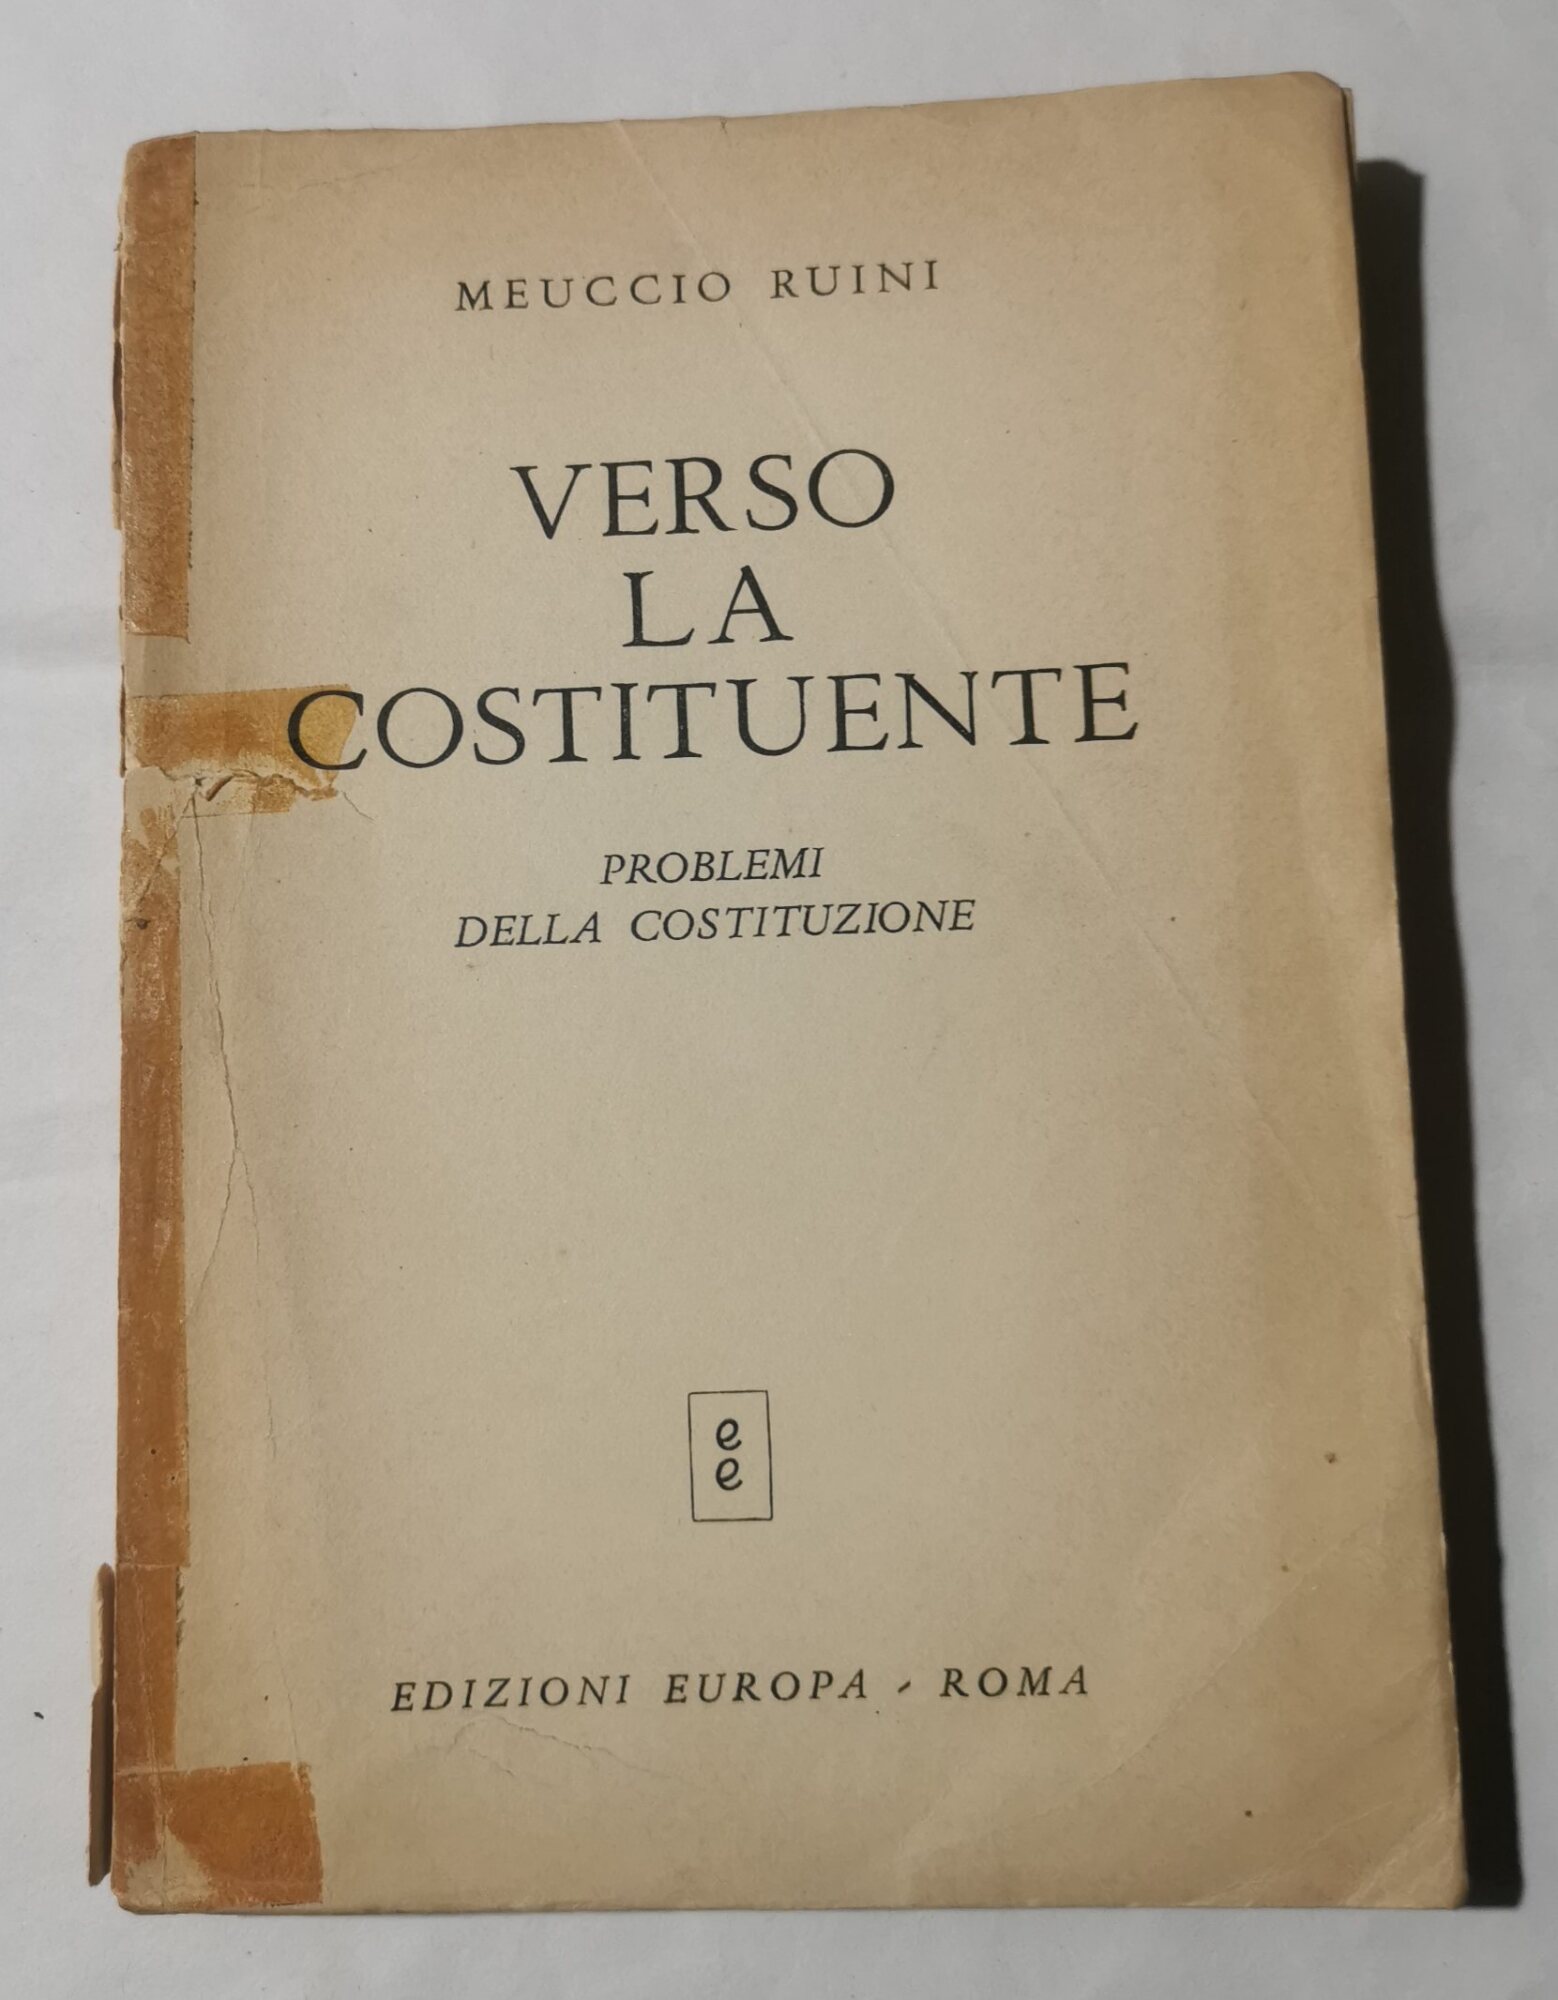 MEUCCIO RUINI
VERSO
LA
COSTITUENTE
PROBLEMI
DELLA COSTITUZIONE
e
e
EDIZIONI EUROPA - ROMA